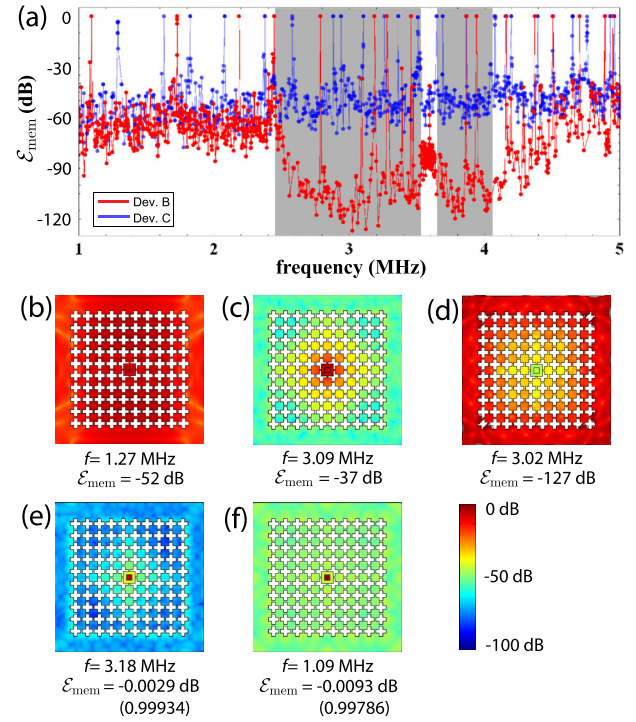 (a)
0
-30
-60
-90
-120
ℰmem (dB)
Dev. B
Dev. C
1 2 3 4 5
frequency (MHz)
(b) (c) (d)
f= 1.27 MHz
ℰmem = -52 dB
f= 3.09 MHz
ℰmem = -37 dB
f= 3.02 MHz
ℰmem = -127 dB
(e) (f)
0 dB
-50 dB
-100 dB
f= 3.18 MHz
ℰmem = -0.0029 dB
(0.99934)
f= 1.09 MHz
ℰmem = -0.0093 dB
(0.99786)